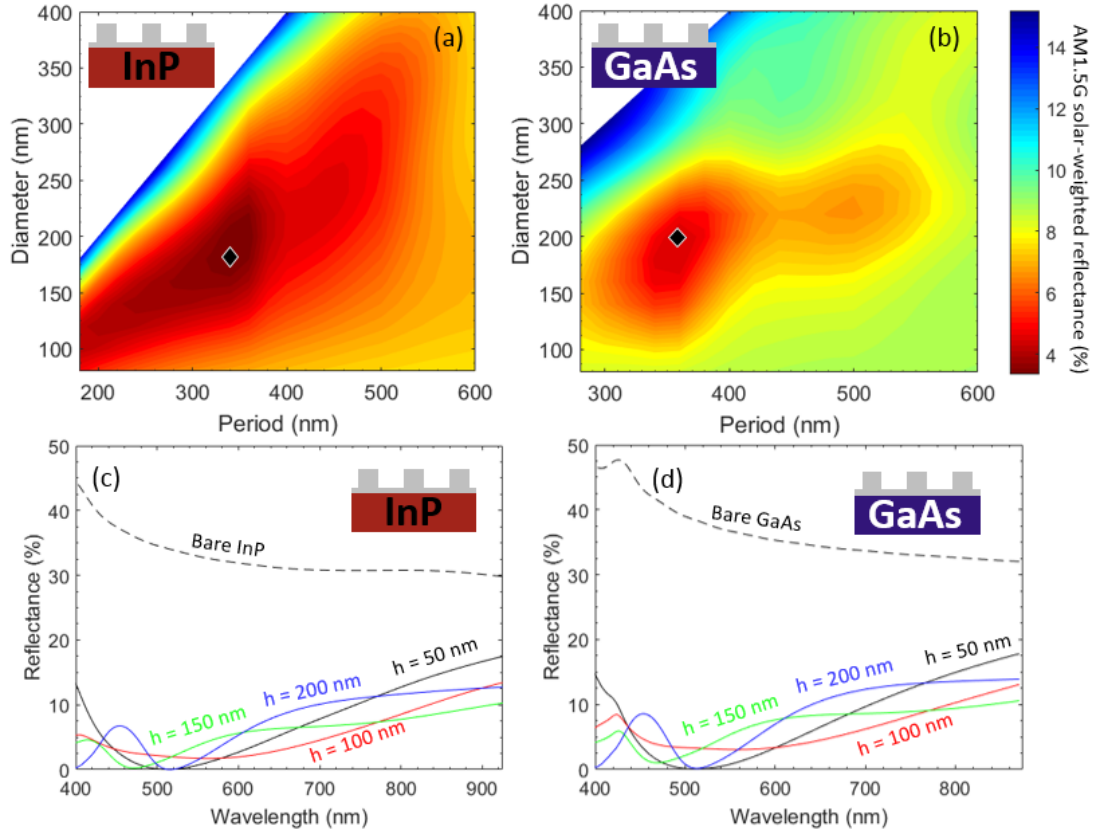 (a)
InP
400
350
300
250
200
150
100
Diameter (nm)
200
300
400
500
600
Period (nm)
(b)
GaAs
400
350
300
250
200
150
100
Diameter (nm)
300
400
500
600
Period (nm)
14
12
10
8
6
4
AM1.5G solar-weighted reflectance (%)
(c)
InP
50
40
30
20
10
0
Reflectance (%)
Bare InP
h = 50 nm
h = 200 nm
h = 150 nm
h = 100 nm
400
500
600
700
800
900
Wavelength (nm)
(d)
GaAs
50
40
30
20
10
0
Reflectance (%)
Bare GaAs
h = 50 nm
h = 200 nm
h = 150 nm
h = 100 nm
400
500
600
700
800
Wavelength (nm)